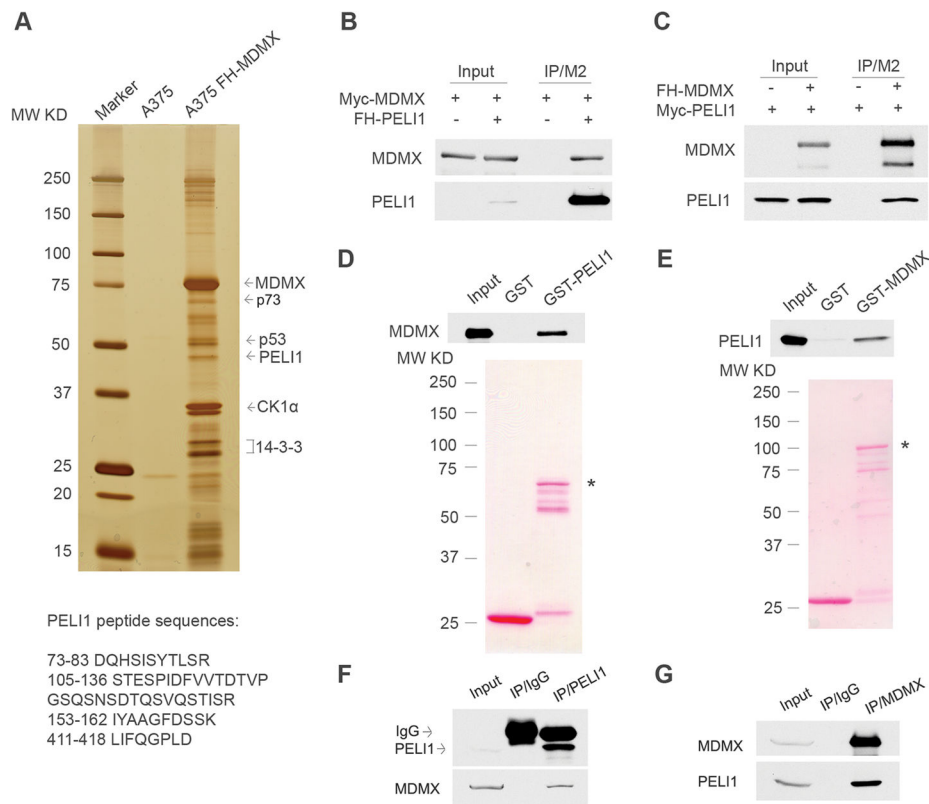 A
MW KD
Marker
A375
A375 FH-MDMX
250
150
100
75
50
37
25
20
15
MDMX
p73
p53
PELI1
CK1α
14-3-3
PELI1 peptide sequences:
73-83 DQHSISYTLSR
105-136 STESPIDFVVTDTVP
GSQSNSDTQSVQSTISR
153-162 IYAAGFDSSK
411-418 LIFQGPLD
B
Input IP/M2
Myc-MDMX + + + +
FH-PELI1 - + - +
MDMX
PELI1
C
Input IP/M2
FH-MDMX - + - +
Myc-PELI1 + + + +
MDMX
PELI1
D
Input
GST
GST-PELI1
MDMX
MW KD
250
150
100
75
*
50
37
25
E
Input
GST
GST-MDMX
PELI1
MW KD
250
150
100
*
75
50
37
25
F
Input
IP/IgG
IP/PELI1
IgG
PELI1
MDMX
G
Input
IP/IgG
IP/MDMX
MDMX
PELI1